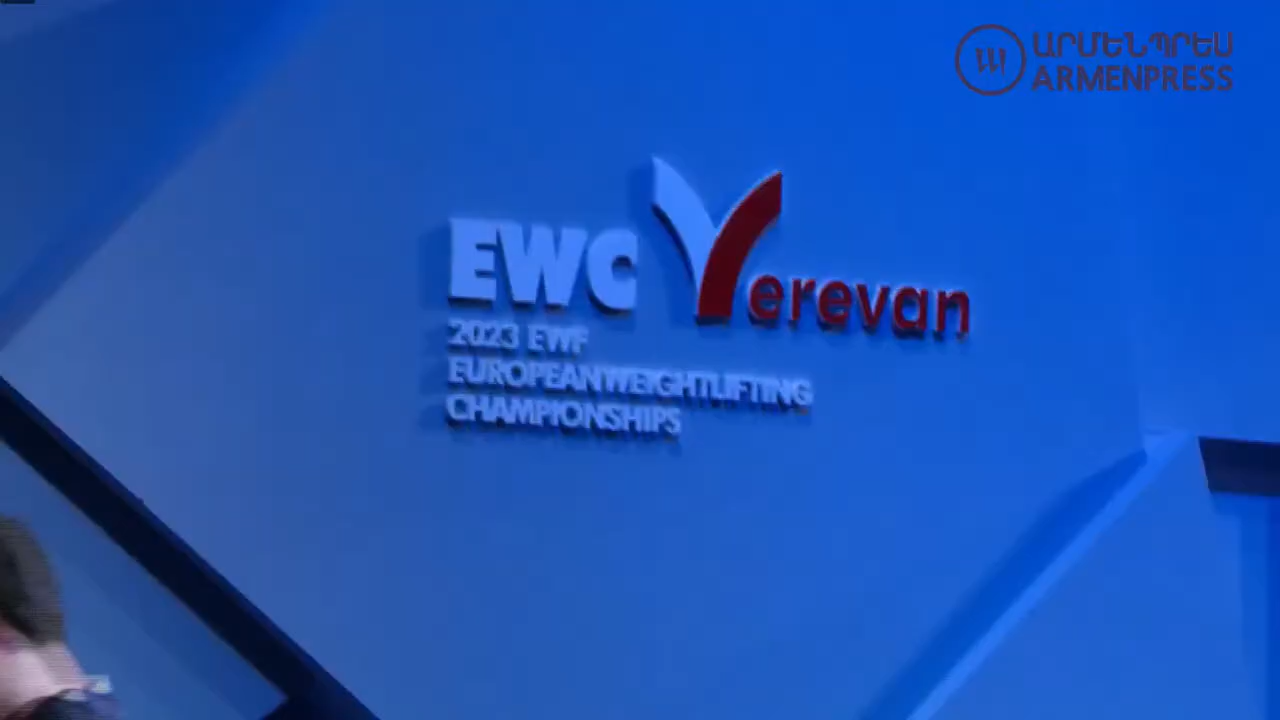 ԱՐՄԵՆՊՐԵՍ
ARMENPRESS
EWC Yerevan
2023 EWF
EUROPEANWEIGHTLIFTING
CHAMPIONSHIPS